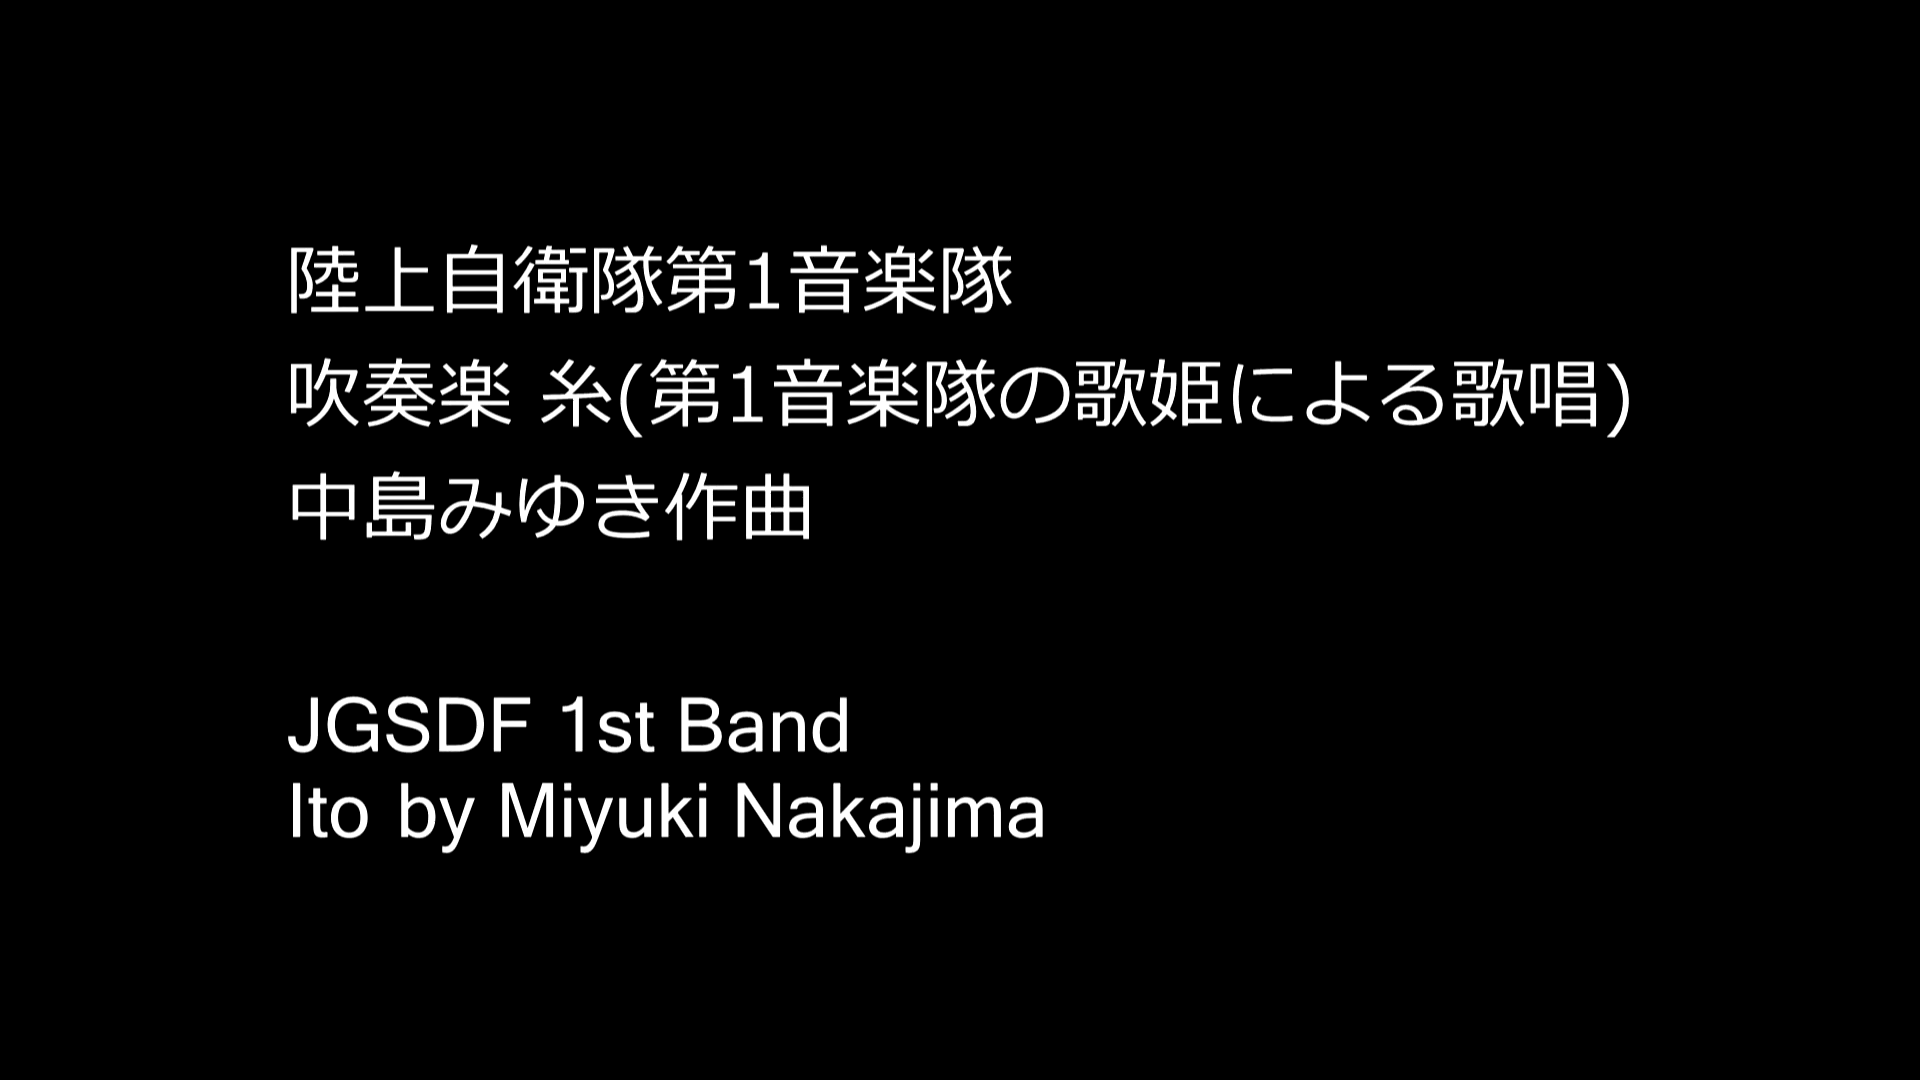 陸上自衛隊第1音楽隊
吹奏楽 糸(第1音楽隊の歌姫による歌唱)
中島みゆき作曲
JGSDF 1st Band
Ito by Miyuki Nakajima